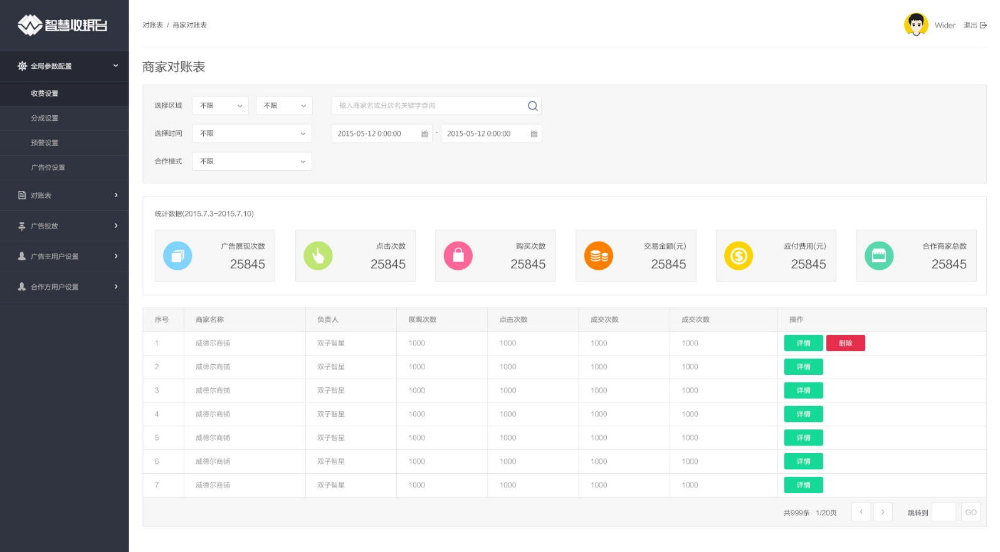 智慧收银台
对账表 / 商家对账表
Wider 退出
全局参数配置
收费设置
分成设置
预警设置
广告位设置
对账表
广告投放
广告主用户设置
合作方用户设置
商家对账表
选择区域 不限 不限 输入商家名或分店名关键字查询
选择时间 不限 2015-05-12 0:00:00 - 2015-05-12 0:00:00
合作模式 不限
统计数据(2015.7.3-2015.7.10)
广告展现次数 点击次数 购买次数 交易金额(元) 应付费用(元) 合作商家总数
25845 25845 25845 25845 25845 25845
序号 商家名称 负责人 展现次数 点击次数 成交次数 成交次数 操作
1 威德尔商铺 双子智星 1000 1000 1000 1000 详情 删除
2 威德尔商铺 双子智星 1000 1000 1000 1000 详情
3 威德尔商铺 双子智星 1000 1000 1000 1000 详情
4 威德尔商铺 双子智星 1000 1000 1000 1000 详情
5 威德尔商铺 双子智星 1000 1000 1000 1000 详情
6 威德尔商铺 双子智星 1000 1000 1000 1000 详情
7 威德尔商铺 双子智星 1000 1000 1000 1000 详情
共999条 1/20页 < > 跳转到 GO